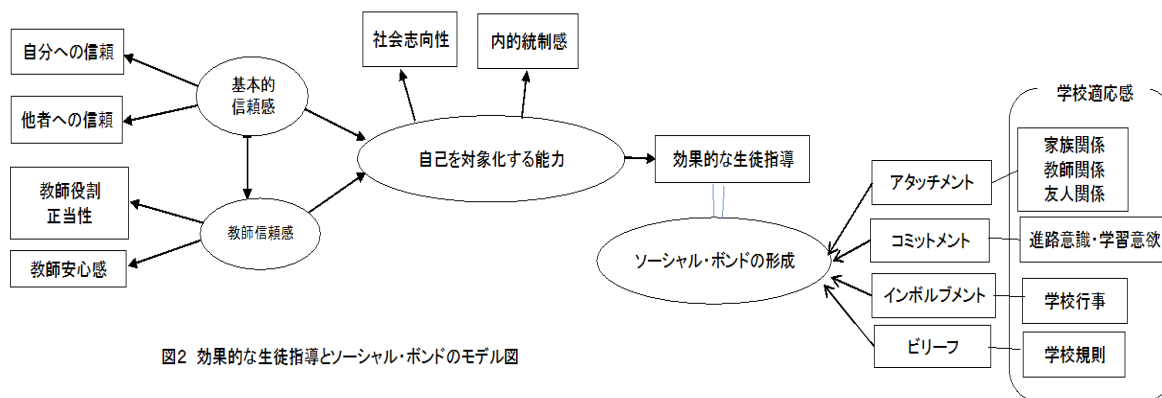 自分への信頼
他者への信頼
教師役割
正当性
教師安心感
基本的
信頼感
教師信頼感
社会志向性
内的統制感
自己を対象化する能力
効果的な生徒指導
ソーシャル・ボンドの形成
アタッチメント
コミットメント
インボルブメント
ビリーフ
学校適応感
家族関係
教師関係
友人関係
進路意識・学習意欲
学校行事
学校規則
図2 効果的な生徒指導とソーシャル・ボンドのモデル図